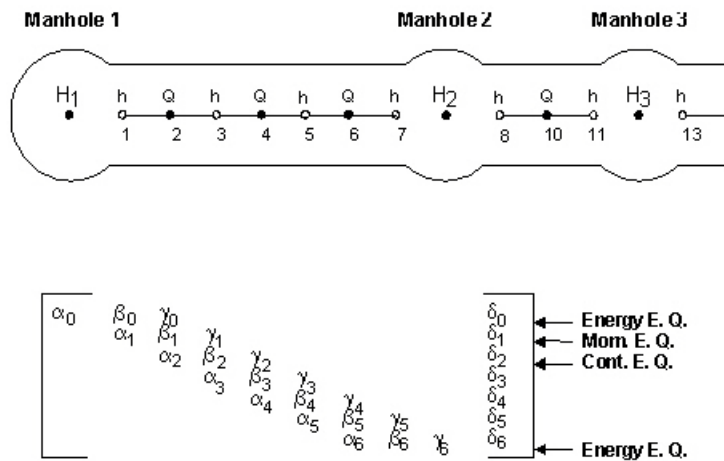 Manhole 1 Manhole 2 Manhole 3
H1 h Q h Q h Q h H2 h Q h H3 h
1 2 3 4 5 6 7 8 10 11 13
α0 β0 γ0 δ0 Energy E. Q.
α1 β1 γ1 δ1 Mom. E. Q.
α2 β2 γ2 δ2 Cont. E. Q.
α3 β3 γ3 δ3
α4 β4 γ4 δ4
α5 β5 γ5 δ5
α6 β6 γ6 δ6 Energy E. Q.